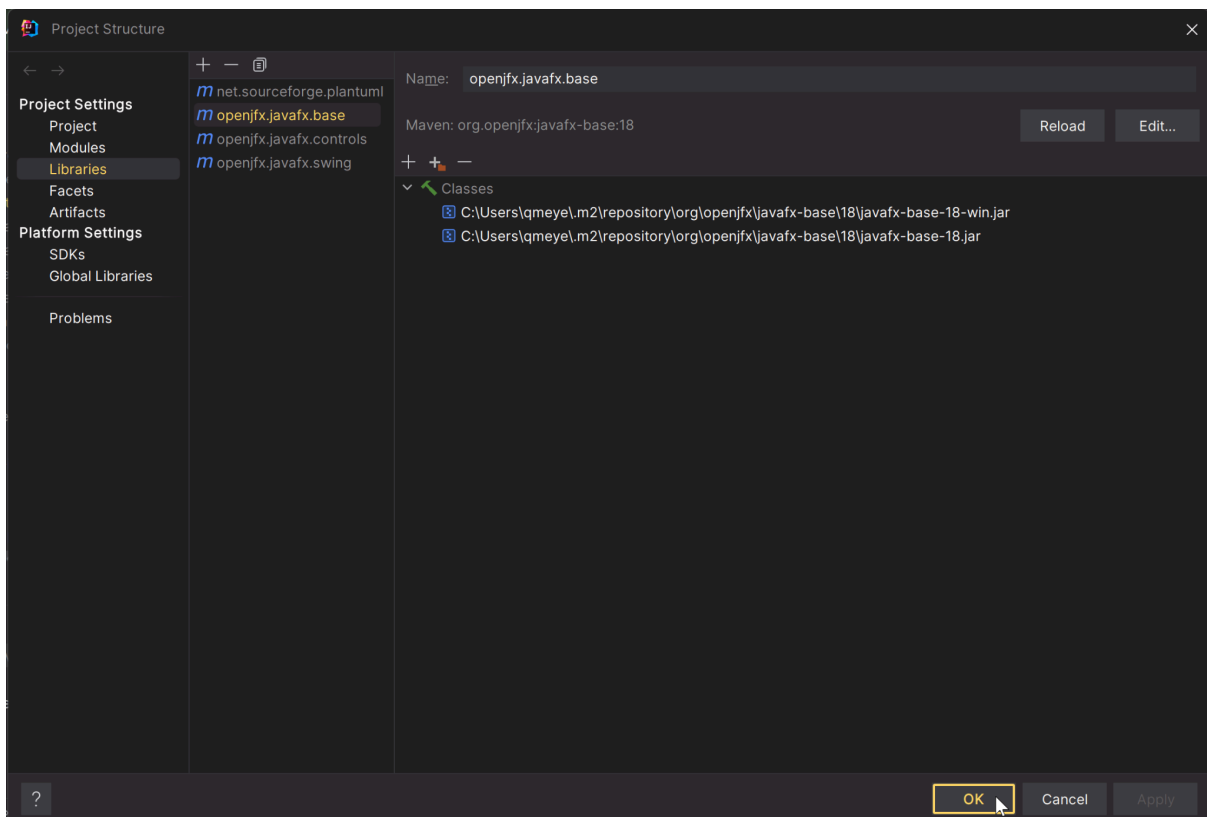 Project Structure
Project Settings
Project
Modules
Libraries
Facets
Artifacts
Platform Settings
SDKs
Global Libraries
Problems
net.sourceforge.plantuml
openjfx.javafx.base
openjfx.javafx.controls
openjfx.javafx.swing
Name: openjfx.javafx.base
Maven: org.openjfx:javafx-base:18
Reload Edit...
Classes
C:\Users\qmeye\.m2\repository\org\openjfx\javafx-base\18\javafx-base-18-win.jar
C:\Users\qmeye\.m2\repository\org\openjfx\javafx-base\18\javafx-base-18.jar
? OK Cancel Apply